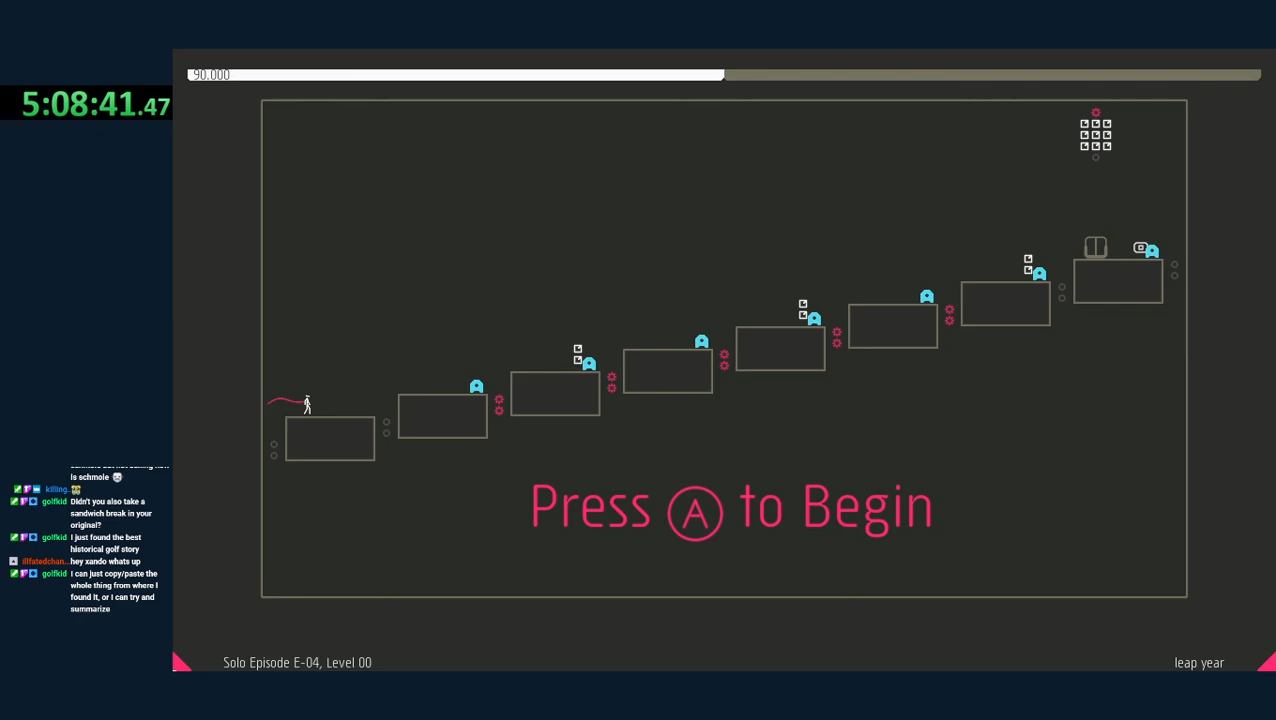 90.000
5:08:41.47
is schmole
killing..
golfkid Didn't you also take a
sandwich break in your
original?
golfkid I just found the best
historical golf story
illfatedchan... hey xando whats up
golfkid I can just copy/paste the
whole thing from where I
found it, or I can try and
summarize
Press A to Begin
Solo Episode E-04, Level 00
leap year